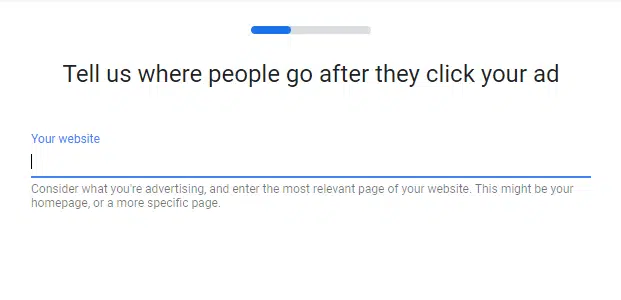 Tell us where people go after they click your ad
Your website
Consider what you're advertising, and enter the most relevant page of your website. This might be your
homepage, or a more specific page.